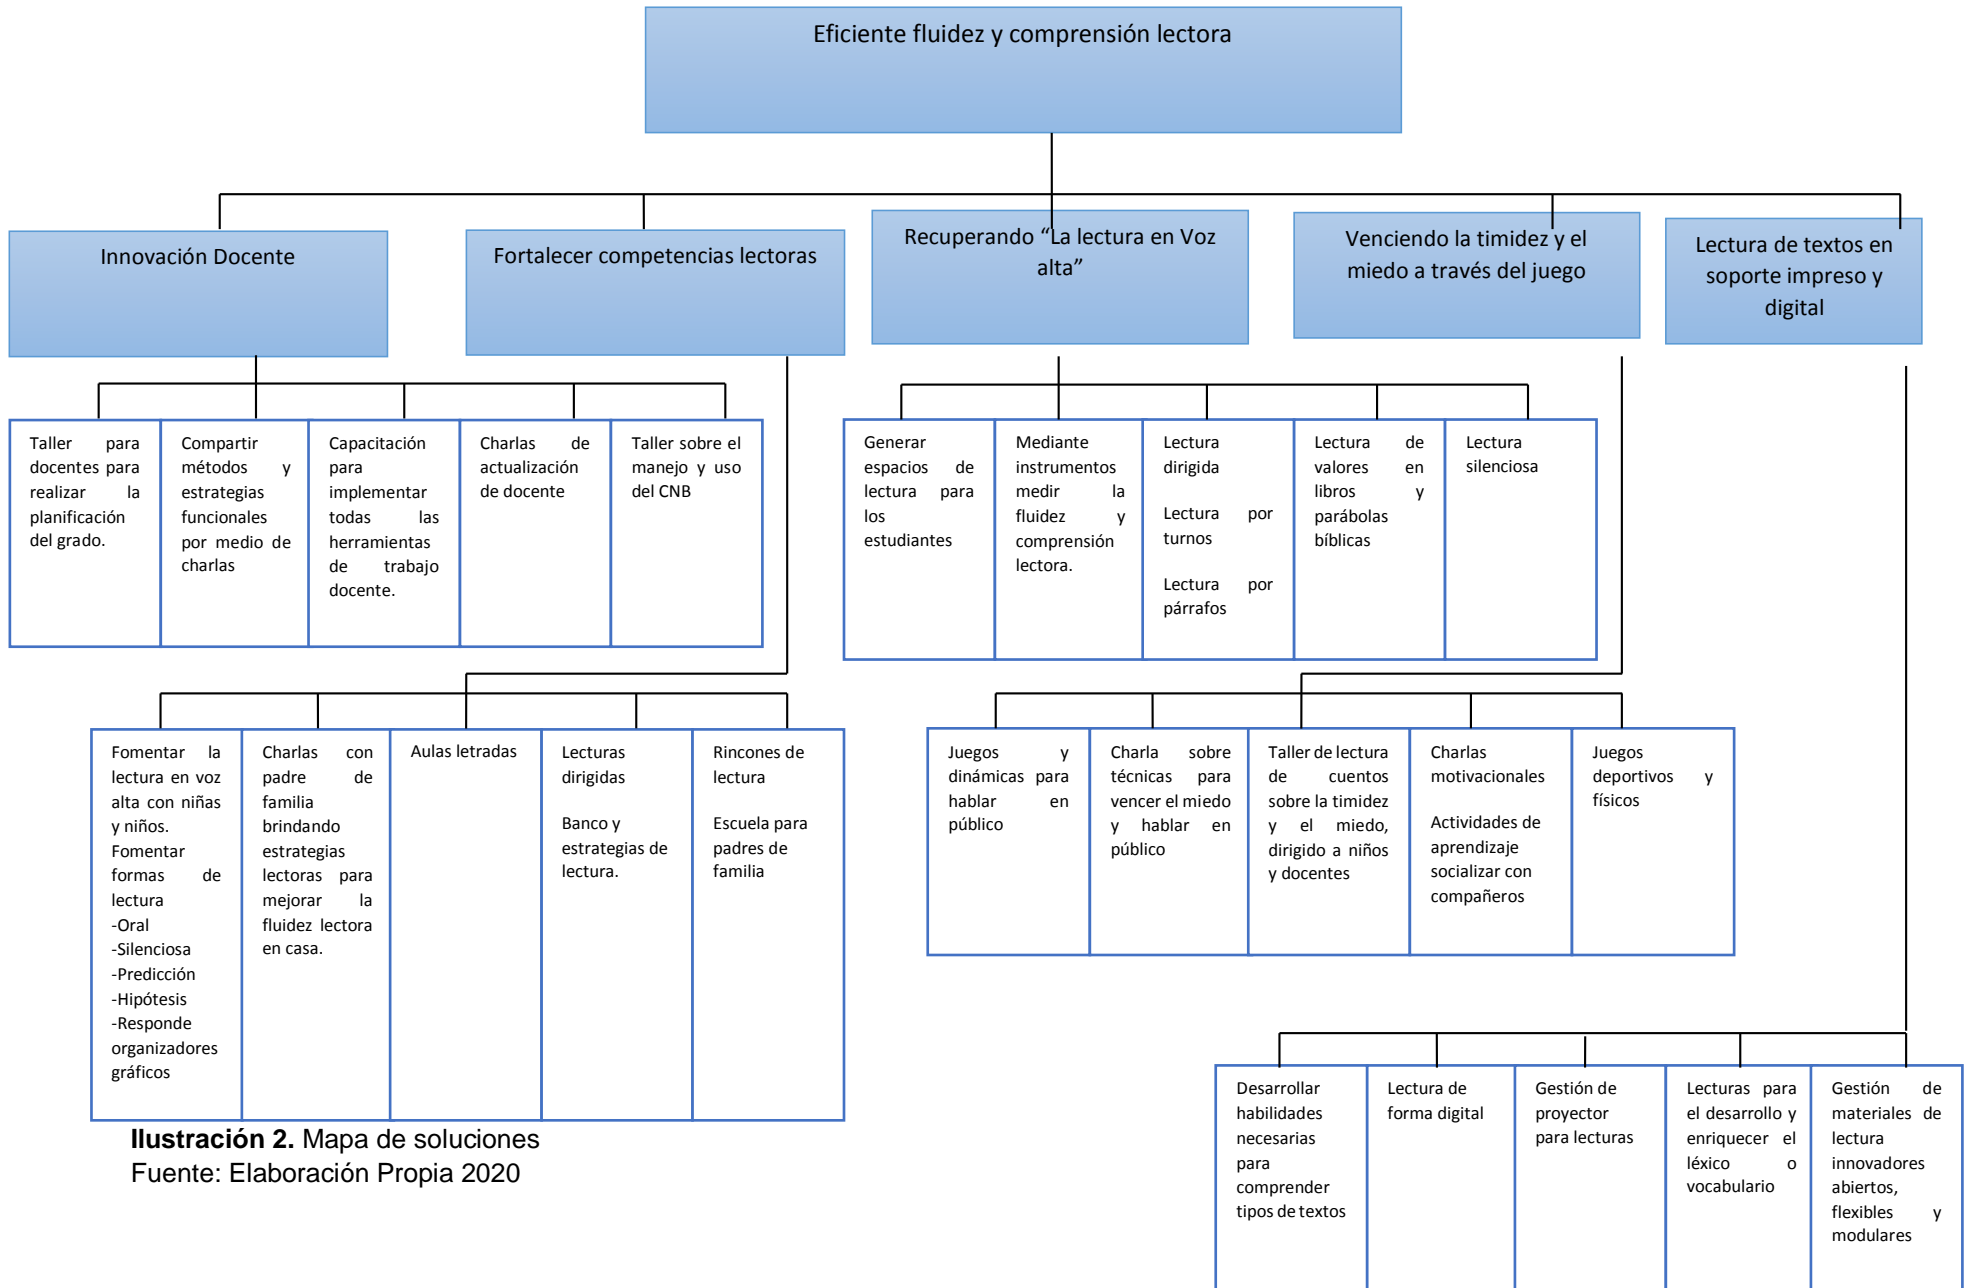 Eficiente fluidez y comprensión lectora
Innovación Docente
Fortalecer competencias lectoras
Recuperando “La lectura en Voz
alta”
Venciendo la timidez y el
miedo a través del juego
Lectura de textos en
soporte impreso y
digital
Taller para
docentes para
realizar la
planificación
del grado.
Compartir
métodos y
estrategias
funcionales
por medio de
charlas
Capacitación
para
implementar
todas las
herramientas
de trabajo
docente.
Charlas de
actualización
de docente
Taller sobre el
manejo y uso
del CNB
Generar
espacios de
lectura para
los
estudiantes
Mediante
instrumentos
medir la
fluidez y
comprensión
lectora.
Lectura
dirigida
Lectura por
turnos
Lectura por
párrafos
Lectura de
valores en
libros y
parábolas
bíblicas
Lectura
silenciosa
Fomentar la
lectura en voz
alta con niñas
y niños.
Fomentar
formas de
lectura
-Oral
-Silenciosa
-Predicción
-Hipótesis
-Responde
organizadores
gráficos
Charlas con
padre de
familia
brindando
estrategias
lectoras para
mejorar la
fluidez lectora
en casa.
Aulas letradas
Lecturas
dirigidas
Banco y
estrategias de
lectura.
Rincones de
lectura
Escuela para
padres de
familia
Juegos y
dinámicas para
hablar en
público
Charla sobre
técnicas para
vencer el miedo
y hablar en
público
Taller de lectura
de cuentos
sobre la timidez
y el miedo,
dirigido a niños
y docentes
Charlas
motivacionales
Actividades de
aprendizaje
socializar con
compañeros
Juegos
deportivos y
físicos
Desarrollar
habilidades
necesarias
para
comprender
tipos de textos
Lectura de
forma digital
Gestión de
proyector
para lecturas
Lecturas para
el desarrollo y
enriquecer el
léxico o
vocabulario
Gestión de
materiales de
lectura
innovadores
abiertos,
flexibles y
modulares
Ilustración 2. Mapa de soluciones
Fuente: Elaboración Propia 2020